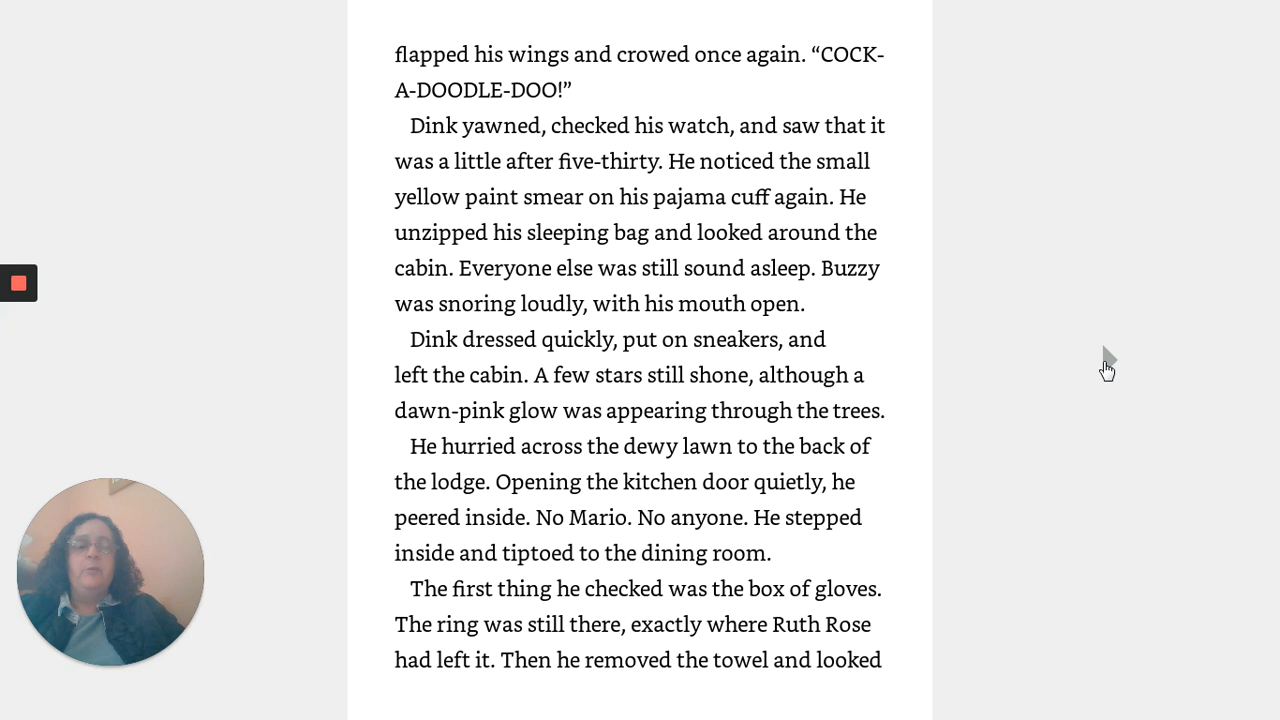 flapped his wings and crowed once again. “COCK-
A-DOODLE-DOO!”
Dink yawned, checked his watch, and saw that it
was a little after five-thirty. He noticed the small
yellow paint smear on his pajama cuff again. He
unzipped his sleeping bag and looked around the
cabin. Everyone else was still sound asleep. Buzzy
was snoring loudly, with his mouth open.
Dink dressed quickly, put on sneakers, and
left the cabin. A few stars still shone, although a
dawn-pink glow was appearing through the trees.
He hurried across the dewy lawn to the back of
the lodge. Opening the kitchen door quietly, he
peered inside. No Mario. No anyone. He stepped
inside and tiptoed to the dining room.
The first thing he checked was the box of gloves.
The ring was still there, exactly where Ruth Rose
had left it. Then he removed the towel and looked